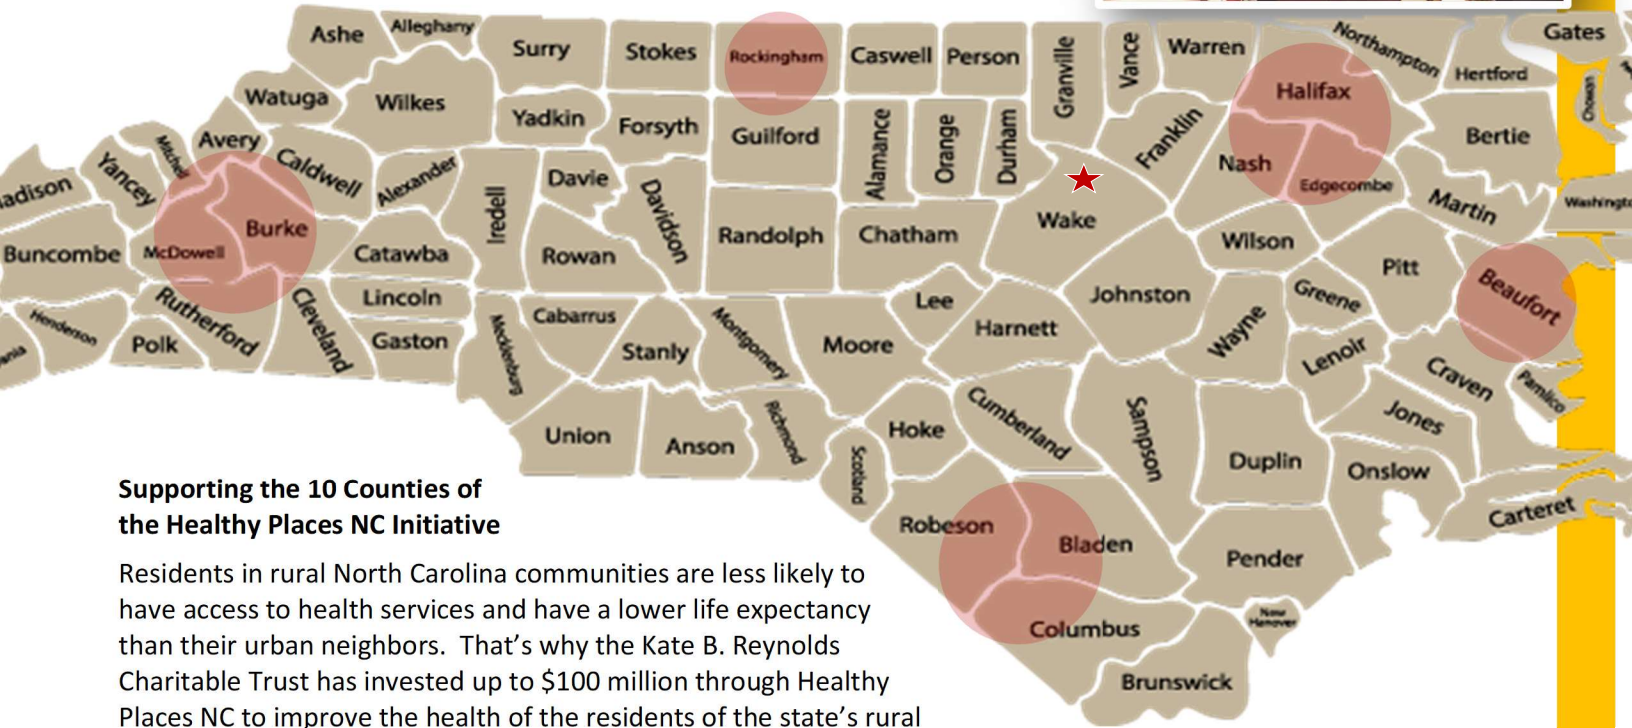 Ashe
Alleghany
Surry
Stokes
Rockingham
Caswell
Person
Granville
Vance
Warren
Northampton
Gates
Hertford
Halifax
Chowan
Watuga
Wilkes
Yadkin
Forsyth
Guilford
Alamance
Orange
Durham
Franklin
Bertie
Avery
Mitchell
Yancey
Caldwell
Alexander
Iredell
Davie
Davidson
Wake
Nash
Edgecombe
Martin
Buncombe
McDowell
Burke
Catawba
Rowan
Randolph
Chatham
Wilson
Pitt
Beaufort
Henderson
Polk
Rutherford
Cleveland
Lincoln
Gaston
Mecklenburg
Cabarrus
Stanly
Montgomery
Moore
Lee
Harnett
Johnston
Wayne
Greene
Lenoir
Craven
Pamlico
Jones
Union
Anson
Richmond
Scotland
Hoke
Cumberland
Sampson
Duplin
Onslow
Carteret
Robeson
Bladen
Pender
New
Hanover
Columbus
Brunswick
Supporting the 10 Counties of
the Healthy Places NC Initiative
Residents in rural North Carolina communities are less likely to
have access to health services and have a lower life expectancy
than their urban neighbors.  That’s why the Kate B. Reynolds
Charitable Trust has invested up to $100 million through Healthy
Places NC to improve the health of the residents of the state’s rural